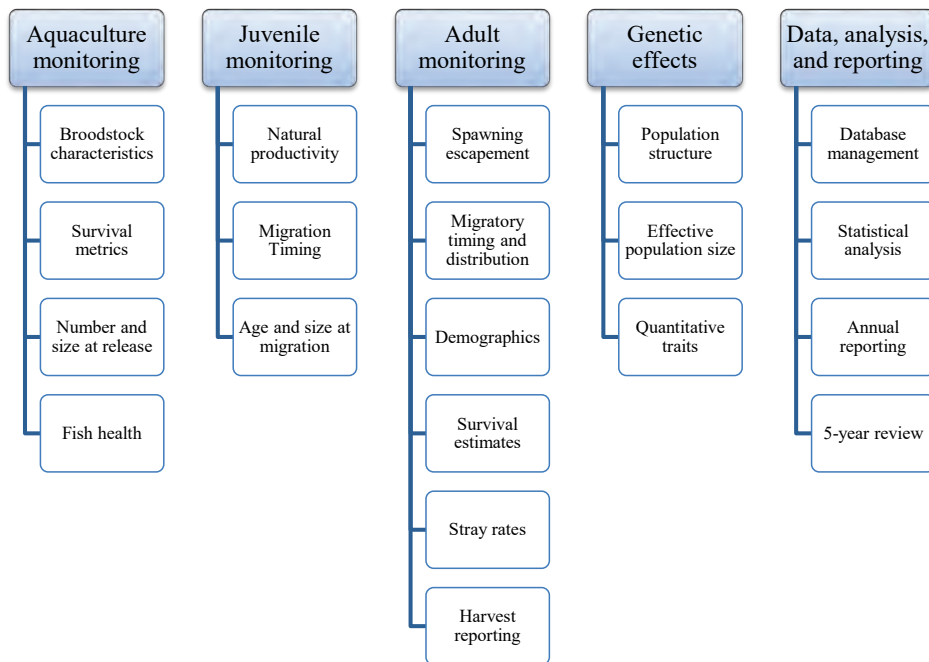 Aquaculture
monitoring
Broodstock
characteristics
Survival
metrics
Number and
size at release
Fish health
Juvenile
monitoring
Natural
productivity
Migration
Timing
Age and size at
migration
Adult
monitoring
Spawning
escapement
Migratory
timing and
distribution
Demographics
Survival
estimates
Stray rates
Harvest
reporting
Genetic
effects
Population
structure
Effective
population size
Quantitative
traits
Data, analysis,
and reporting
Database
management
Statistical
analysis
Annual
reporting
5-year review